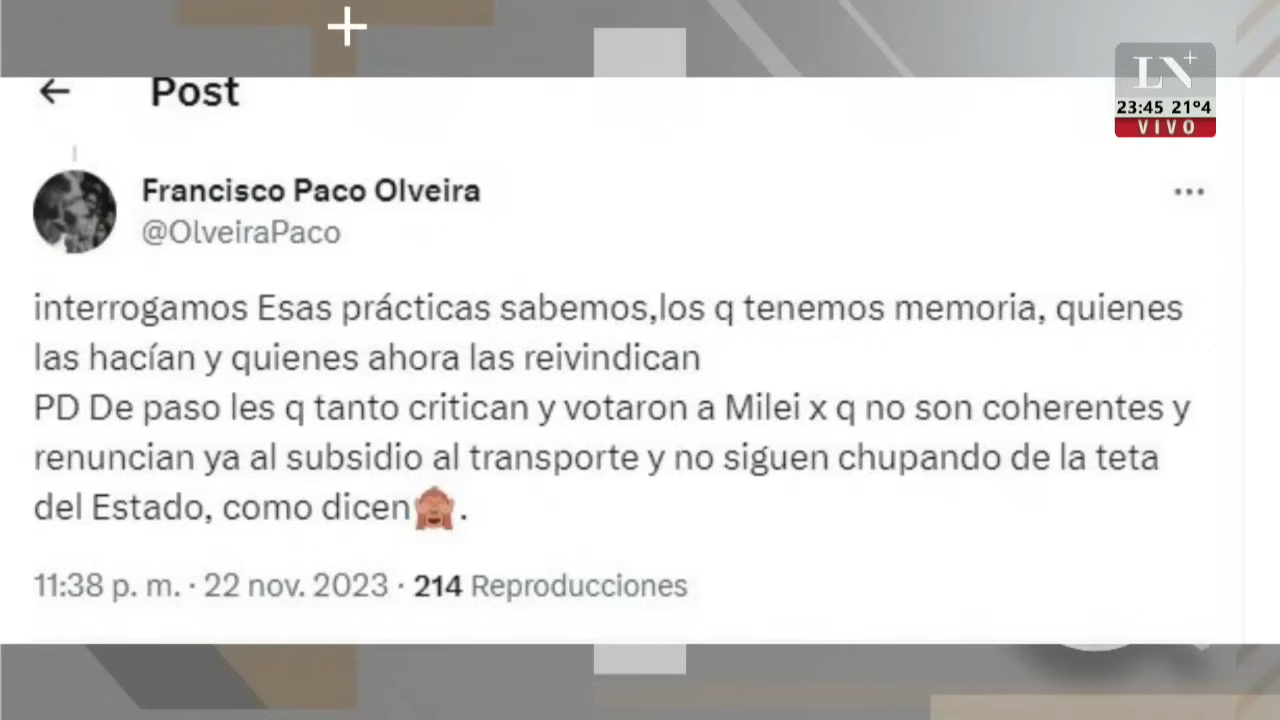 Post
LN+
23:45 21º4
VIVO
Francisco Paco Olveira
@OlveiraPaco
interrogamos Esas prácticas sabemos,los q tenemos memoria, quienes
las hacían y quienes ahora las reivindican
PD De paso les q tanto critican y votaron a Milei x q no son coherentes y
renuncian ya al subsidio al transporte y no siguen chupando de la teta
del Estado, como dicen🙈.
11:38 p. m. · 22 nov. 2023 · 214 Reproducciones